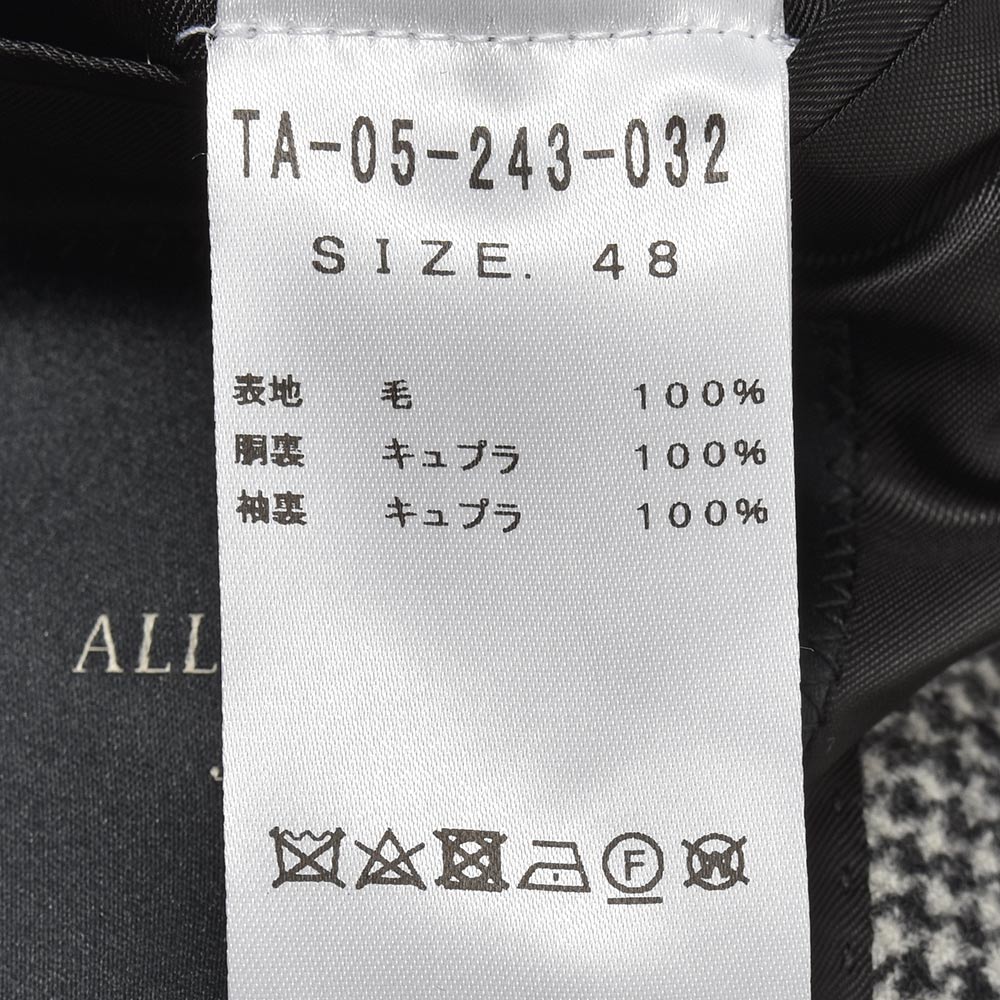 TA-05-243-032
SIZE. 48
表地 毛 100%
胴裏 キュプラ 100%
袖裏 キュプラ 100%
ALL
F
W